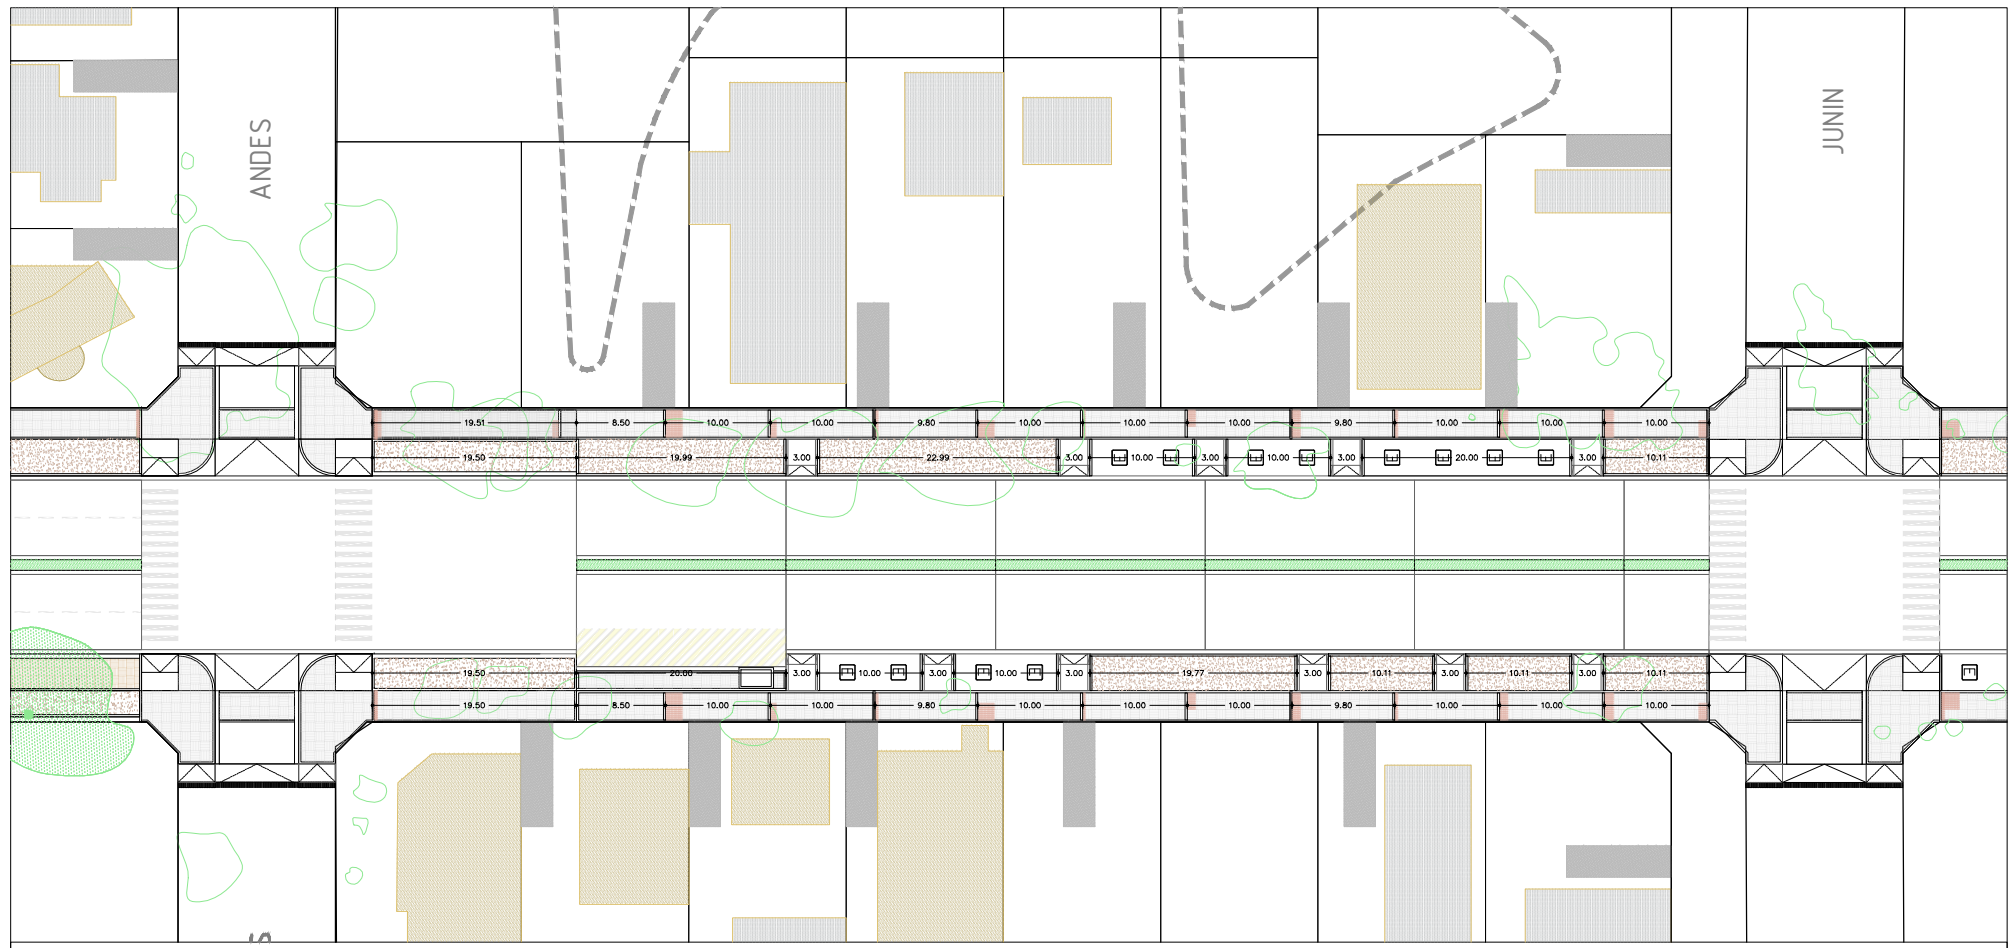 ANDES
JUNIN
19.51 8.50 10.00 10.00 9.80 10.00 10.00 10.00 9.80 10.00 10.00 10.00
19.50 19.99 3.00 22.99 3.00 10.00 3.00 10.00 3.00 20.00 3.00 10.11
19.50 20.00 3.00 10.00 3.00 10.00 3.00 19.77 3.00 10.11 3.00 10.11 3.00 10.11
19.50 8.50 10.00 10.00 9.80 10.00 10.00 10.00 9.80 10.00 10.00 10.00
S